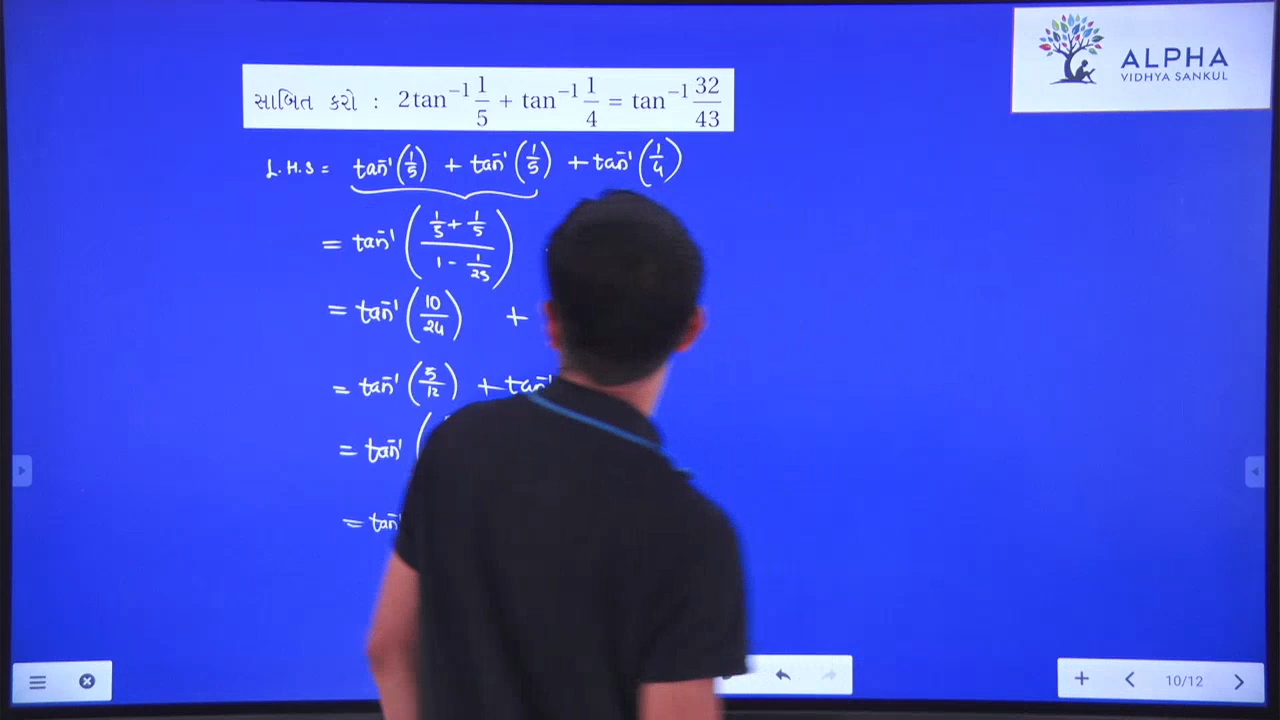 ALPHA
VIDHYA SANKUL
સાબિત કરો : 2tan⁻¹ 1/5 + tan⁻¹ 1/4 = tan⁻¹ 32/43
L.H.S = tan⁻¹(1/5) + tan⁻¹(1/5) + tan⁻¹(1/4)
= tan⁻¹((1/5 + 1/5)/(1 - 1/25))
= tan⁻¹(10/24) +
= tan⁻¹(5/12) + tan⁻¹
= tan⁻¹(
= tan⁻¹
10/12